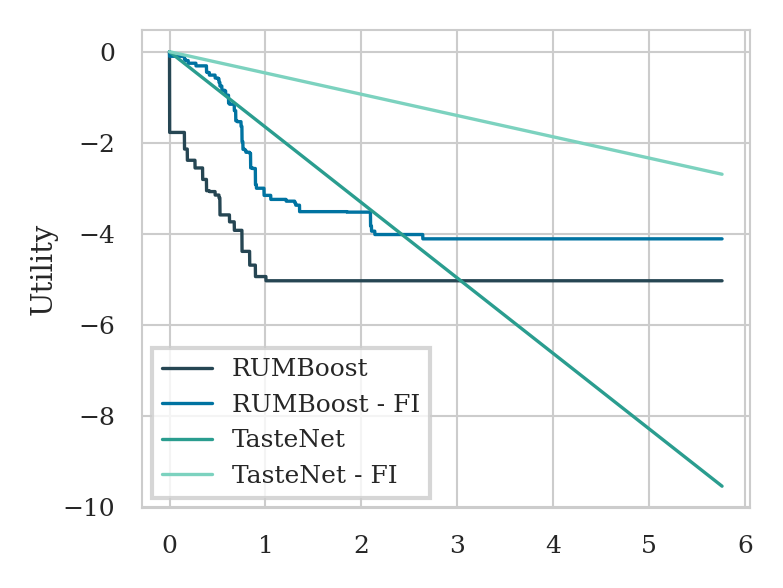 0
−2
−4
−6
−8
−10
Utility
RUMBoost
RUMBoost - FI
TasteNet
TasteNet - FI
0 1 2 3 4 5 6